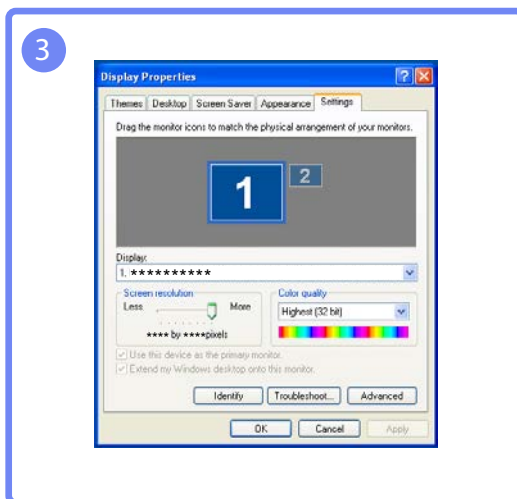 3
Display Properties
Themes Desktop Screen Saver Appearance Settings
Drag the monitor icons to match the physical arrangement of your monitors.
1 2
Display:
1. **********
Screen resolution
Less More
**** by ****pixels
Color quality
Highest (32 bit)
Use this device as the primary monitor.
Extend my Windows desktop onto this monitor.
Identify Troubleshoot... Advanced
OK Cancel Apply